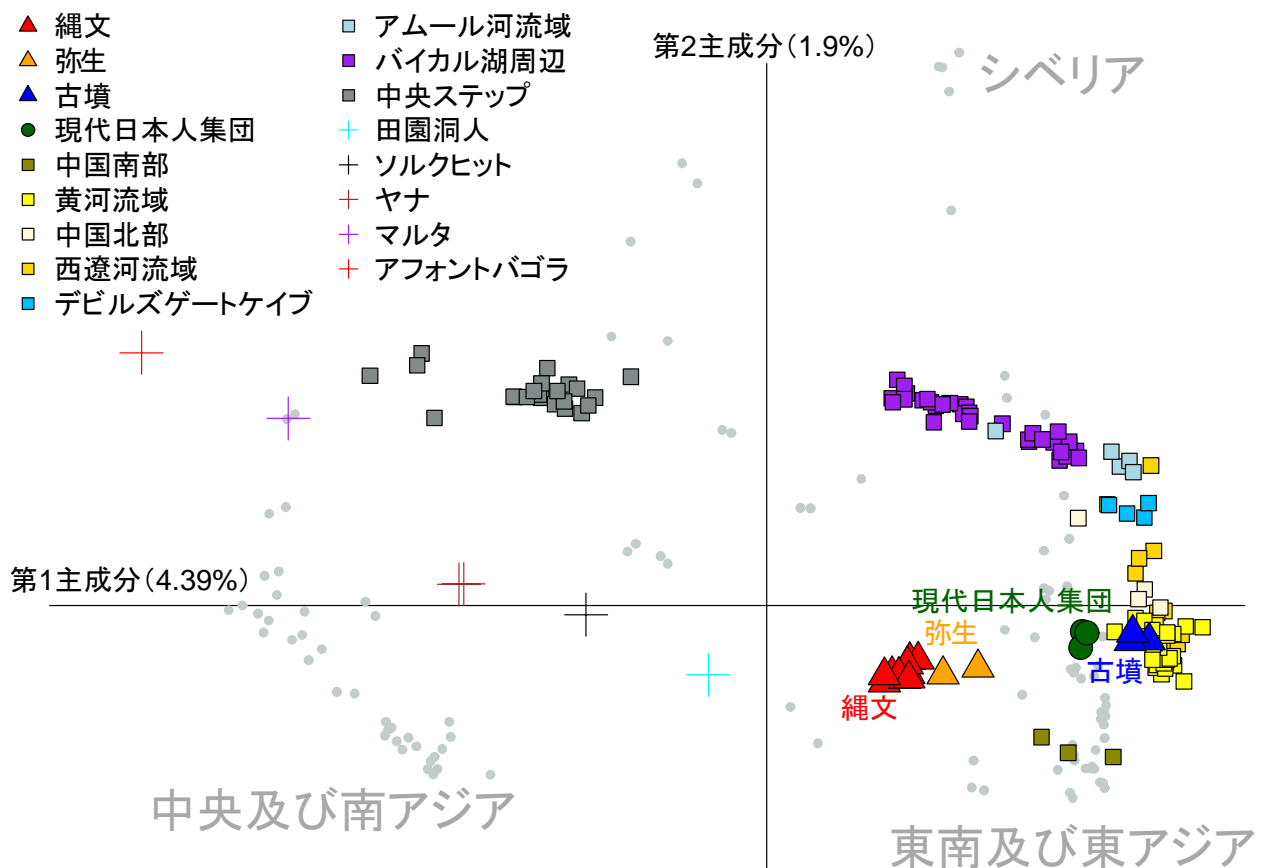 縄文
弥生
古墳
現代日本人集団
中国南部
黄河流域
中国北部
西遼河流域
デビルズゲートケイブ
アムール河流域
バイカル湖周辺
中央ステップ
田園洞人
ソルクヒット
ヤナ
マルタ
アフォントバゴラ
第2主成分(1.9%)
シベリア
第1主成分(4.39%)
現代日本人集団
弥生
古墳
縄文
中央及び南アジア
東南及び東アジア